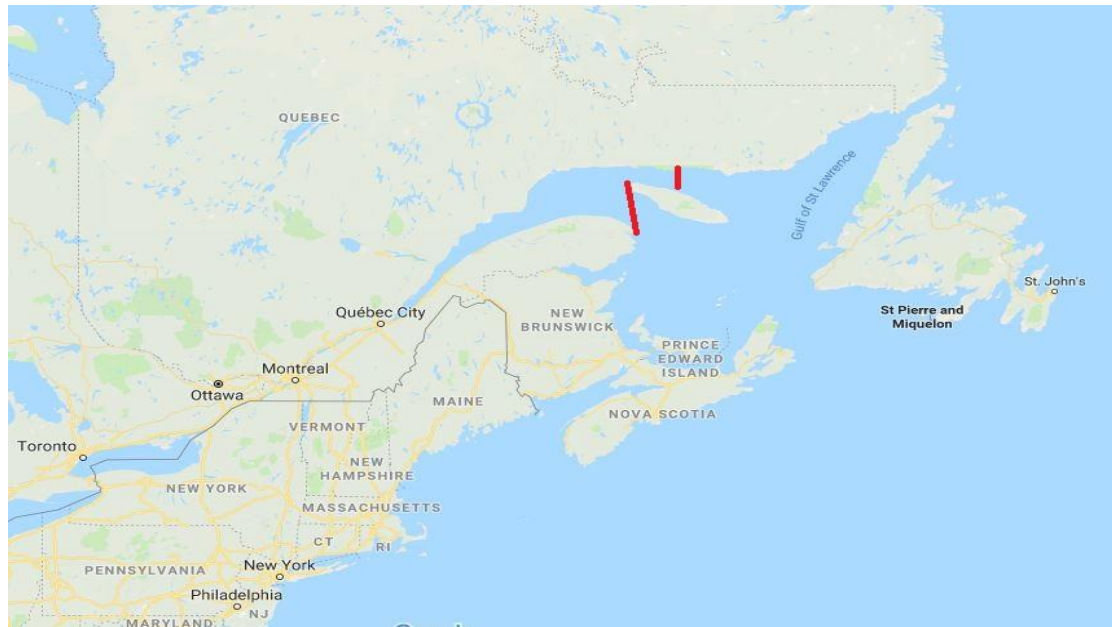 QUEBEC
Gulf of St Lawrence
St. John's
St Pierre and
Miquelon
Québec City
NEW
BRUNSWICK
PRINCE
EDWARD
ISLAND
Montreal
Ottawa
MAINE
NOVA SCOTIA
VERMONT
Toronto
NEW
HAMPSHIRE
NEW YORK
MASSACHUSETTS
CT
RI
PENNSYLVANIA
New York
Philadelphia
NJ
MARYLAND